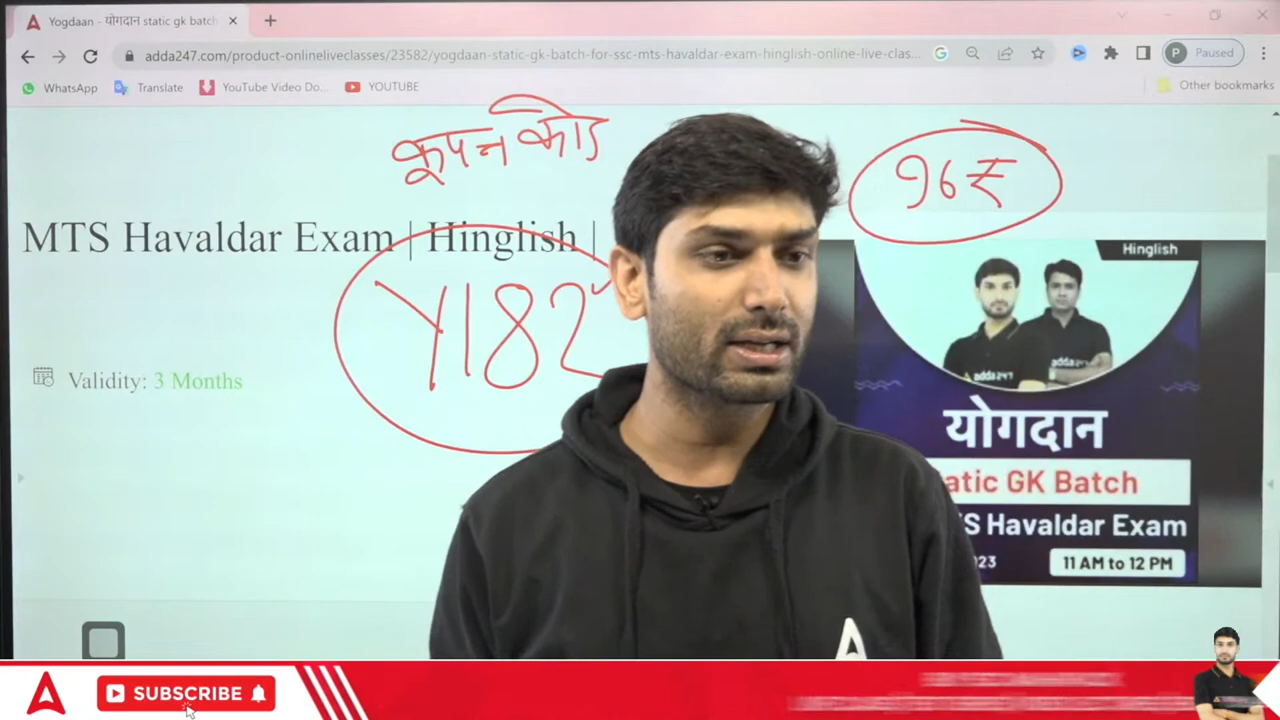 Yogdaan - योगदान static gk batch
adda247.com/product-onlineliveclasses/23582/yogdaan-static-gk-batch-for-ssc-mts-havaldar-exam-hinglish-online-live-clas...
P Paused
WhatsApp
Translate
YouTube Video Do...
YOUTUBE
Other bookmarks
कूपन कोड
96₹
MTS Havaldar Exam | Hinglish |
Y182
Validity: 3 Months
Hinglish
adda247
adda247
योगदान
atic GK Batch
S Havaldar Exam
11 AM to 12 PM
SUBSCRIBE